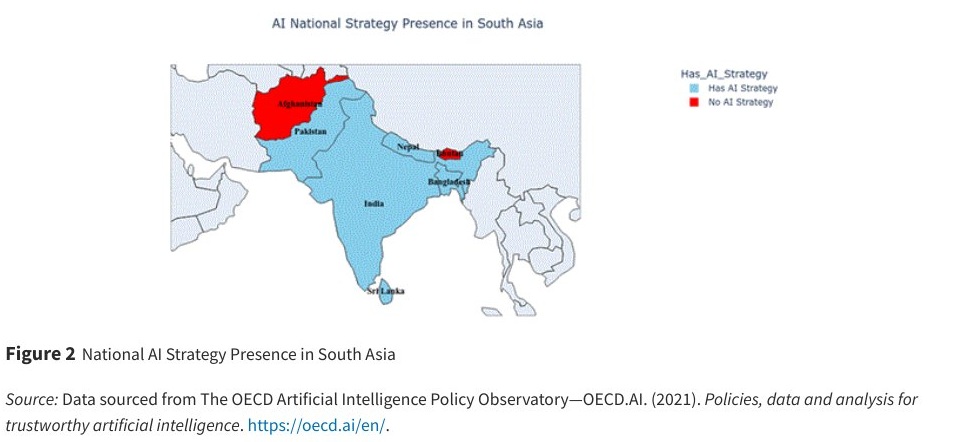 AI National Strategy Presence in South Asia
Has_AI_Strategy
Has AI Strategy
No AI Strategy
Afghanistan
Pakistan
Nepal
Bhutan
Bangladesh
India
Sri Lanka
Figure 2 National AI Strategy Presence in South Asia
Source: Data sourced from The OECD Artificial Intelligence Policy Observatory—OECD.AI. (2021). Policies, data and analysis for
trustworthy artificial intelligence. https://oecd.ai/en/.